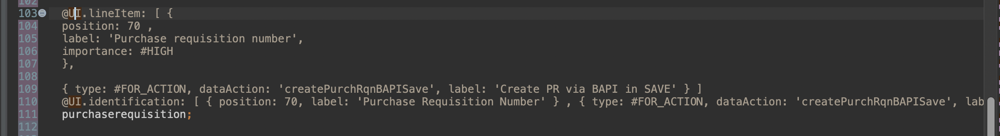 102
103 @UI.lineItem: [ {
104 position: 70 ,
105 label: 'Purchase requisition number',
106 importance: #HIGH
107 },
108
109 { type: #FOR_ACTION, dataAction: 'createPurchRqnBAPISave', label: 'Create PR via BAPI in SAVE' } ]
110 @UI.identification: [ { position: 70, label: 'Purchase Requisition Number' } , { type: #FOR_ACTION, dataAction: 'createPurchRqnBAPISave', lab
111 purchaserequisition;
112